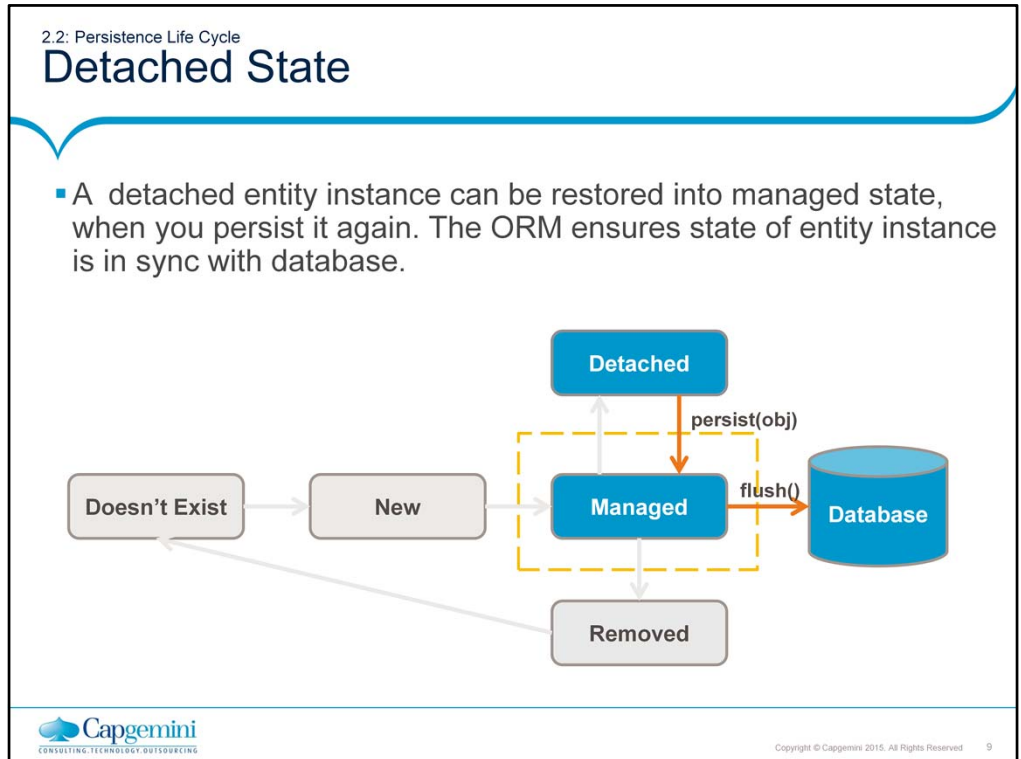 2.2: Persistence Life Cycle
Detached State
▪ A  detached entity instance can be restored into managed state,
when you persist it again. The ORM ensures state of entity instance
is in sync with database.
Detached
persist(obj)
Doesn’t Exist
New
Managed
flush()
Database
Removed
Capgemini
CONSULTING.TECHNOLOGY.OUTSOURCING
Copyright © Capgemini 2015. All Rights Reserved 9